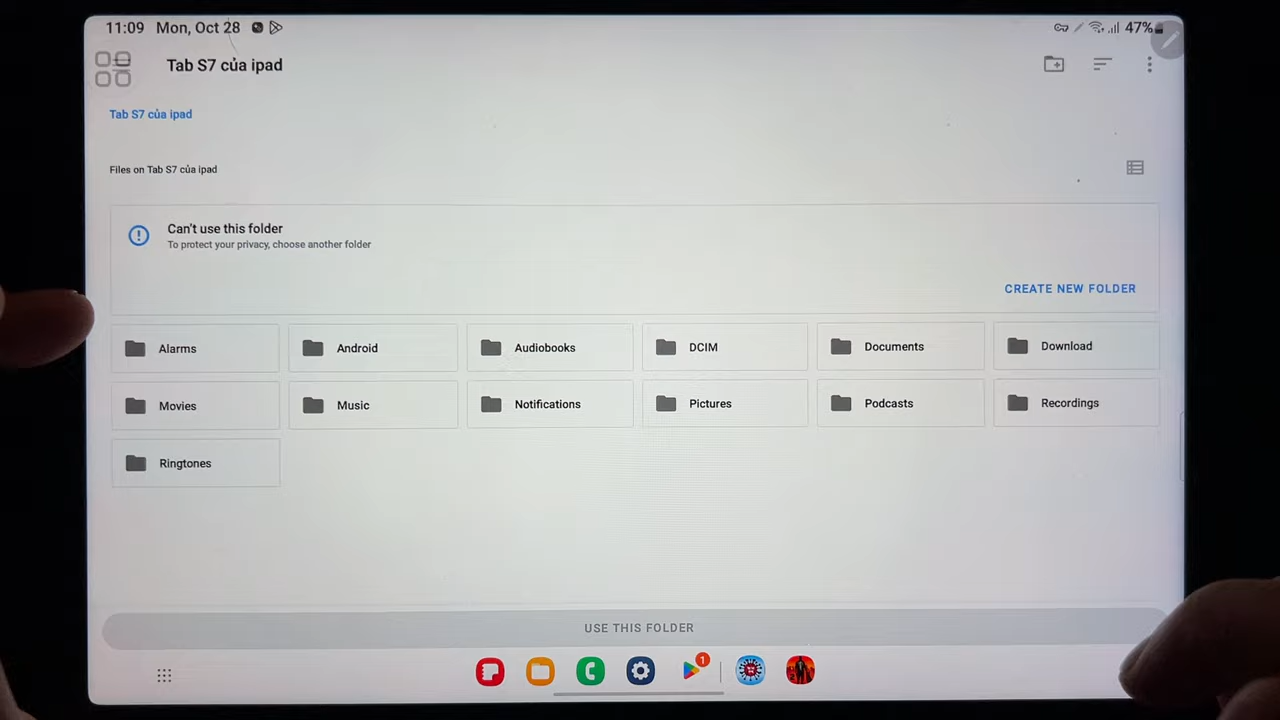 11:09 Mon, Oct 28 47%
Tab S7 của ipad
Tab S7 của ipad
Files on Tab S7 của ipad
Can't use this folder
To protect your privacy, choose another folder
CREATE NEW FOLDER
Alarms Android Audiobooks DCIM Documents Download
Movies Music Notifications Pictures Podcasts Recordings
Ringtones
USE THIS FOLDER
1